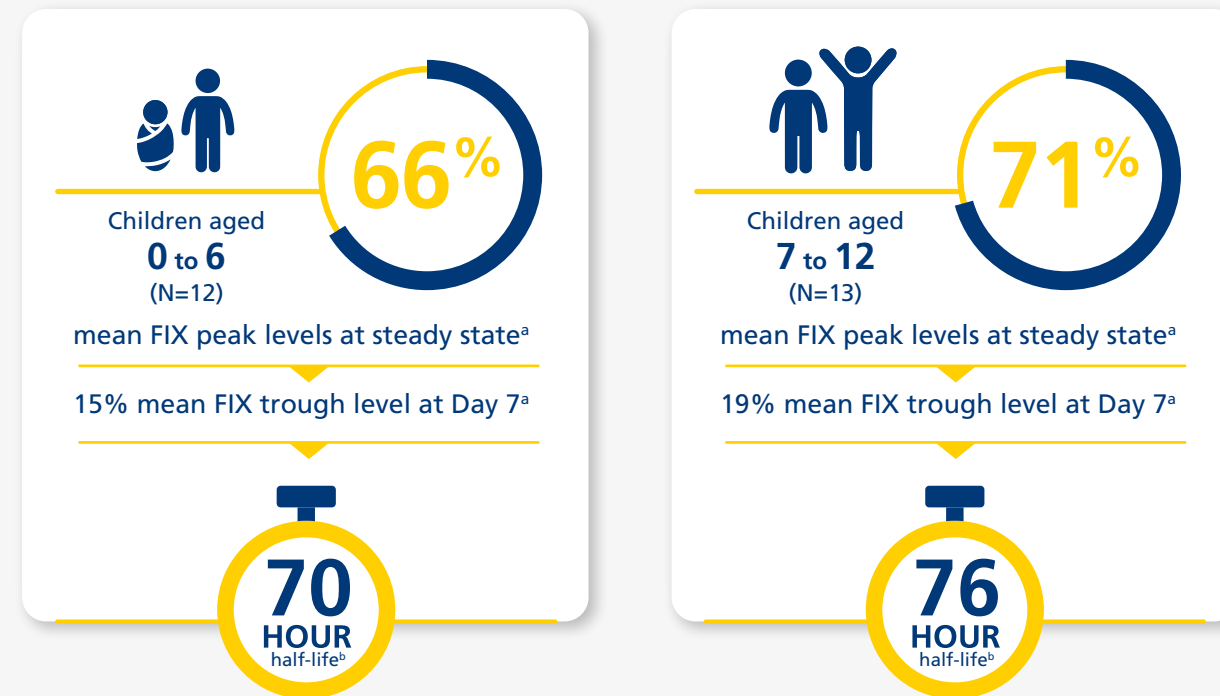 66%
Children aged
0 to 6
(N=12)
mean FIX peak levels at steady stateᵃ
15% mean FIX trough level at Day 7ᵃ
70
HOUR
half-lifeᵇ
71%
Children aged
7 to 12
(N=13)
mean FIX peak levels at steady stateᵃ
19% mean FIX trough level at Day 7ᵃ
76
HOUR
half-lifeᵇ